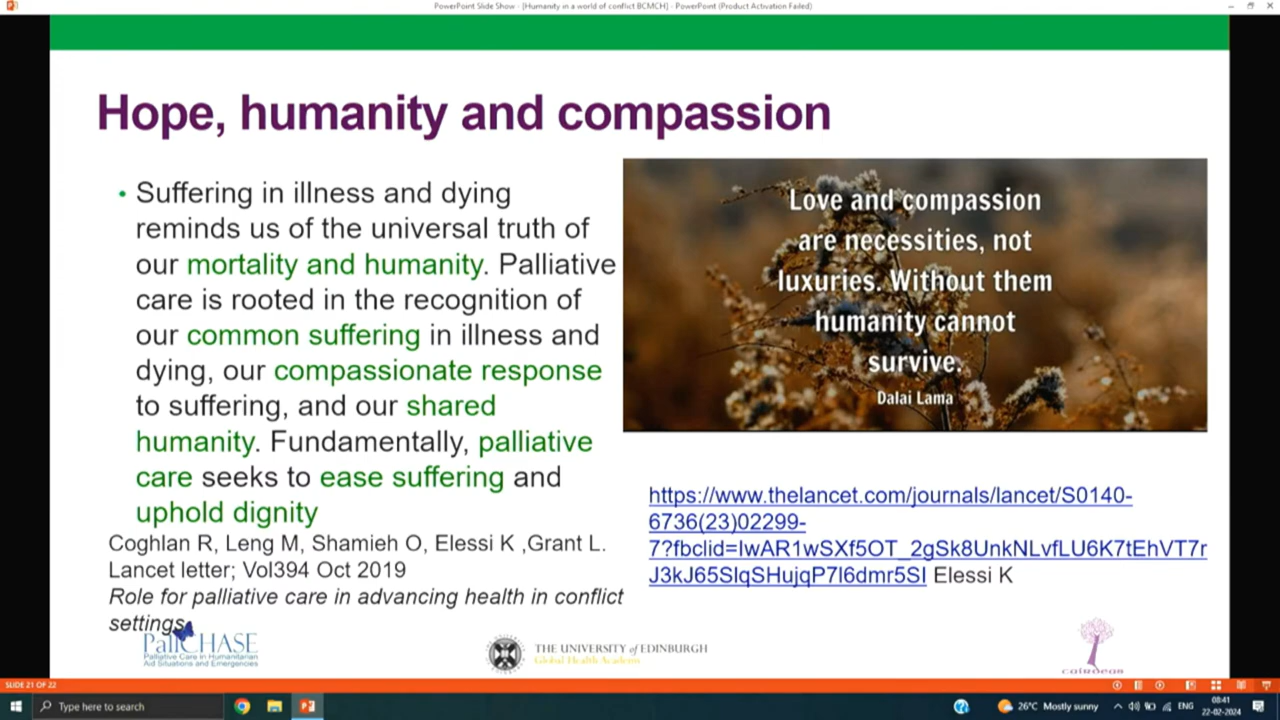 PowerPoint Slide Show - [Humanity in a world of conflict BCMCH] - PowerPoint (Product Activation Failed)
Hope, humanity and compassion
• Suffering in illness and dying
reminds us of the universal truth of
our mortality and humanity. Palliative
care is rooted in the recognition of
our common suffering in illness and
dying, our compassionate response
to suffering, and our shared
humanity. Fundamentally, palliative
care seeks to ease suffering and
uphold dignity
Coghlan R, Leng M, Shamieh O, Elessi K ,Grant L.
Lancet letter; Vol394 Oct 2019
Role for palliative care in advancing health in conflict
settings.
Love and compassion
are necessities, not
luxuries. Without them
humanity cannot
survive.
Dalai Lama
https://www.thelancet.com/journals/lancet/S0140-
6736(23)02299-
7?fbclid=IwAR1wSXf5OT_2gSk8UnkNLvfLU6K7tEhVT7r
J3kJ65SlqSHujqP7l6dmr5SI Elessi K
PallCHASE
Palliative Care in Humanitarian
Aid Situations and Emergencies
THE UNIVERSITY of EDINBURGH
Global Health Academy
cairdeas
SLIDE 21 OF 22
Type here to search
26°C Mostly sunny
ENG
08:41
22-02-2024